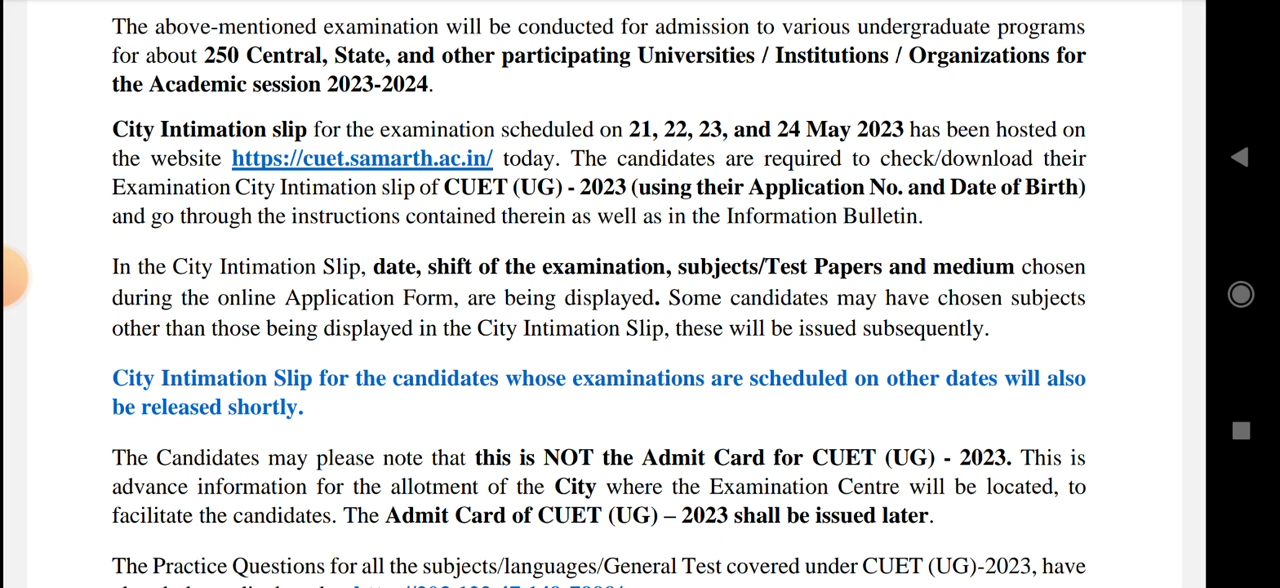 The above-mentioned examination will be conducted for admission to various undergraduate programs
for about 250 Central, State, and other participating Universities / Institutions / Organizations for
the Academic session 2023-2024.
City Intimation slip for the examination scheduled on 21, 22, 23, and 24 May 2023 has been hosted on
the website https://cuet.samarth.ac.in/ today. The candidates are required to check/download their
Examination City Intimation slip of CUET (UG) - 2023 (using their Application No. and Date of Birth)
and go through the instructions contained therein as well as in the Information Bulletin.
In the City Intimation Slip, date, shift of the examination, subjects/Test Papers and medium chosen
during the online Application Form, are being displayed. Some candidates may have chosen subjects
other than those being displayed in the City Intimation Slip, these will be issued subsequently.
City Intimation Slip for the candidates whose examinations are scheduled on other dates will also
be released shortly.
The Candidates may please note that this is NOT the Admit Card for CUET (UG) - 2023. This is
advance information for the allotment of the City where the Examination Centre will be located, to
facilitate the candidates. The Admit Card of CUET (UG) – 2023 shall be issued later.
The Practice Questions for all the subjects/languages/General Test covered under CUET (UG)-2023, have